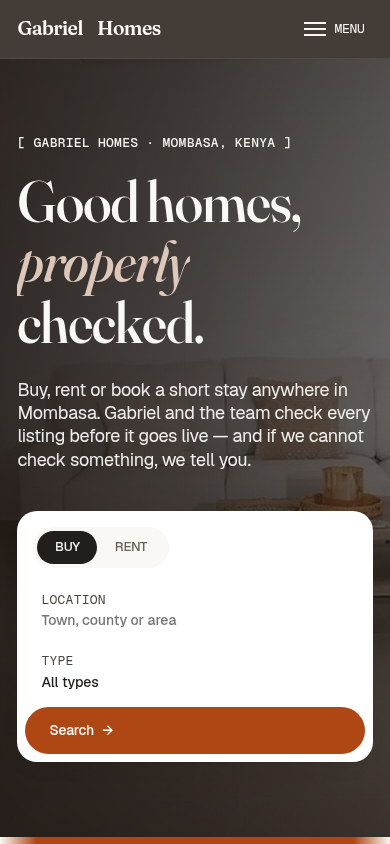 Gabriel Homes
MENU
[ GABRIEL HOMES · MOMBASA, KENYA ]
Good homes,
properly
checked.
Buy, rent or book a short stay anywhere in
Mombasa. Gabriel and the team check every
listing before it goes live — and if we cannot
check something, we tell you.
BUY RENT
LOCATION
Town, county or area
TYPE
All types
Search →